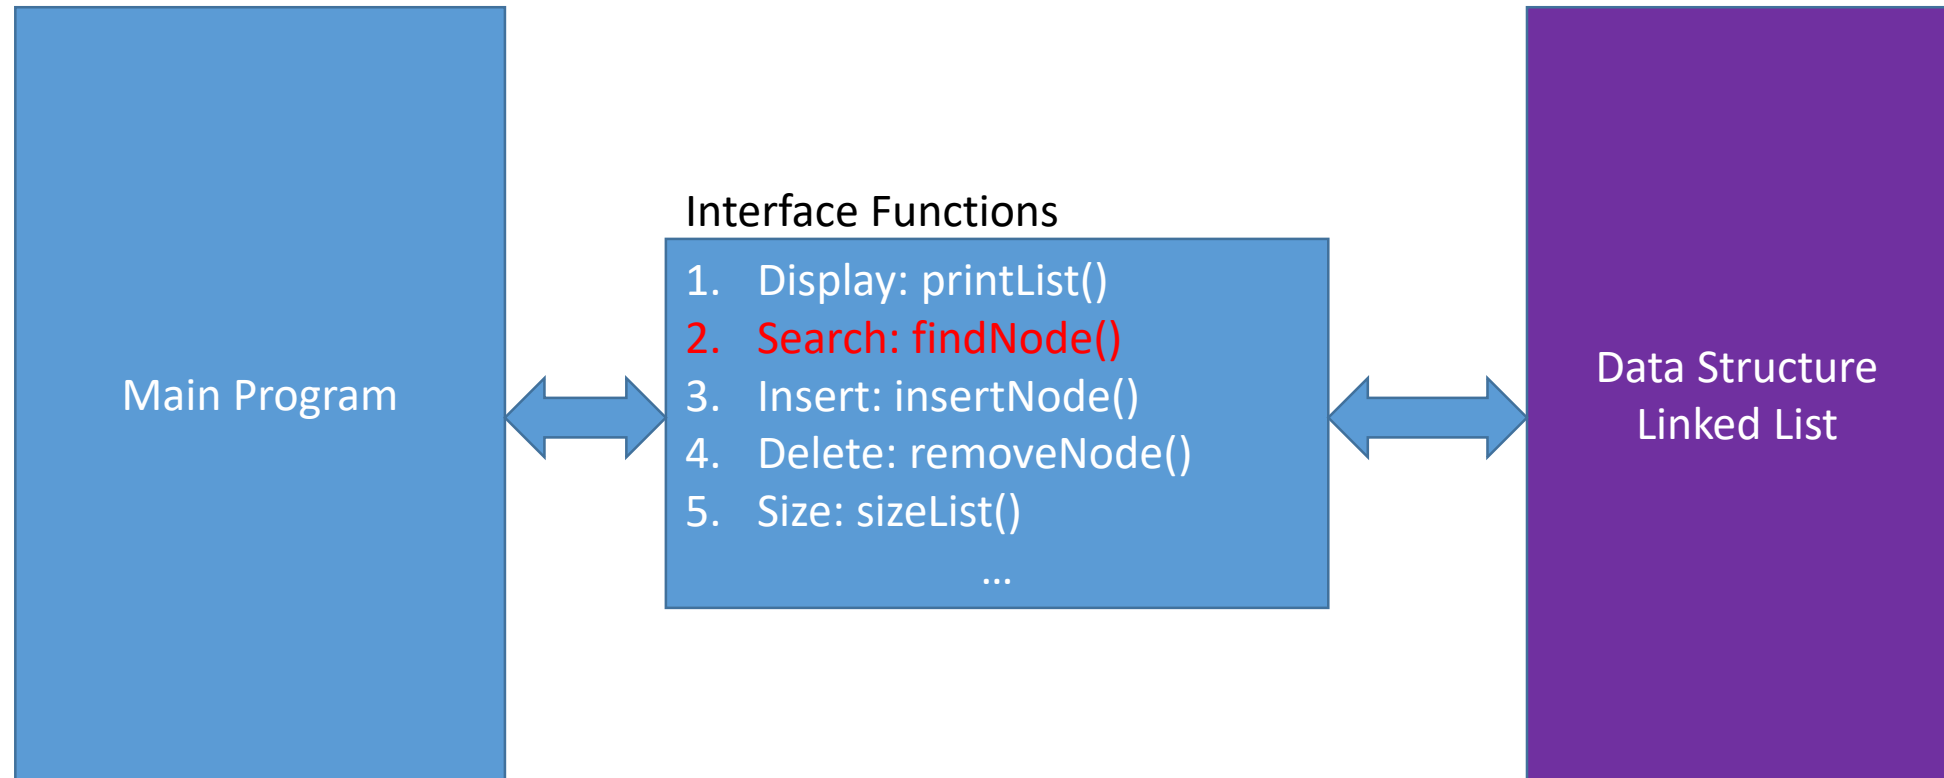 Main Program
Interface Functions
1. Display: printList()
2. Search: findNode()
3. Insert: insertNode()
4. Delete: removeNode()
5. Size: sizeList()
…
Data Structure
Linked List